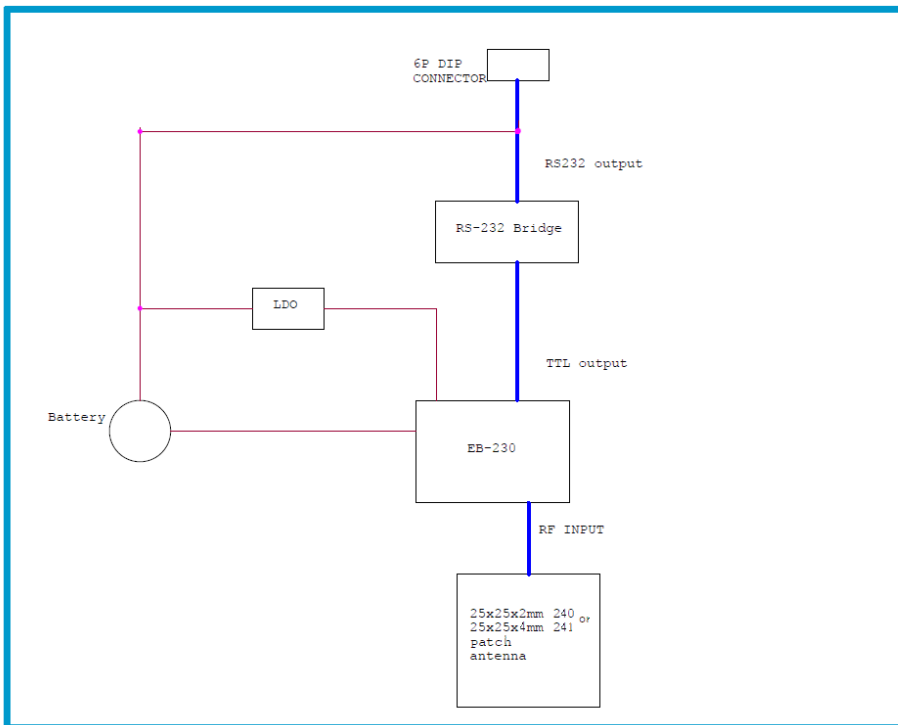 6P DIP
CONNECTOR
RS232 output
RS-232 Bridge
LDO
TTL output
Battery
EB-230
RF INPUT
25x25x2mm 240 or
25x25x4mm 241
patch
antenna